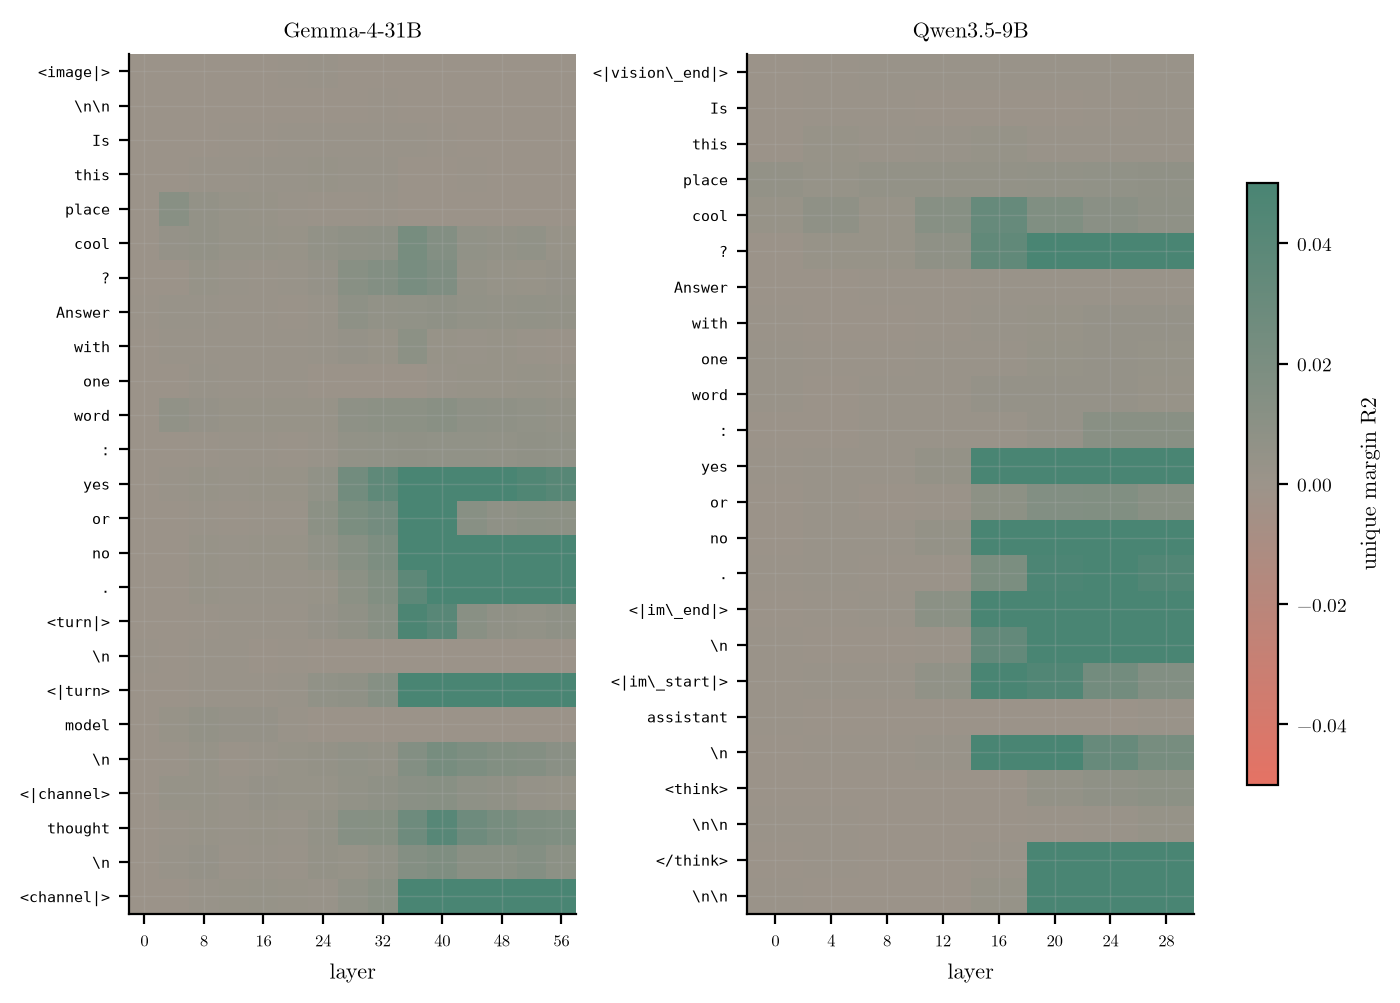 Gemma-4-31B
<image|>
\n\n
Is
this
place
cool
?
Answer
with
one
word
:
yes
or
no
.
<turn|>
\n
<|turn>
model
\n
<|channel>
thought
\n
<channel|>
0 8 16 24 32 40 48 56
layer
Qwen3.5-9B
<|vision\_end|>
Is
this
place
cool
?
Answer
with
one
word
:
yes
or
no
.
<|im\_end|>
\n
<|im\_start|>
assistant
\n
<think>
\n\n
</think>
\n\n
0 4 8 12 16 20 24 28
layer
0.04
0.02
0.00
−0.02
−0.04
unique margin R2